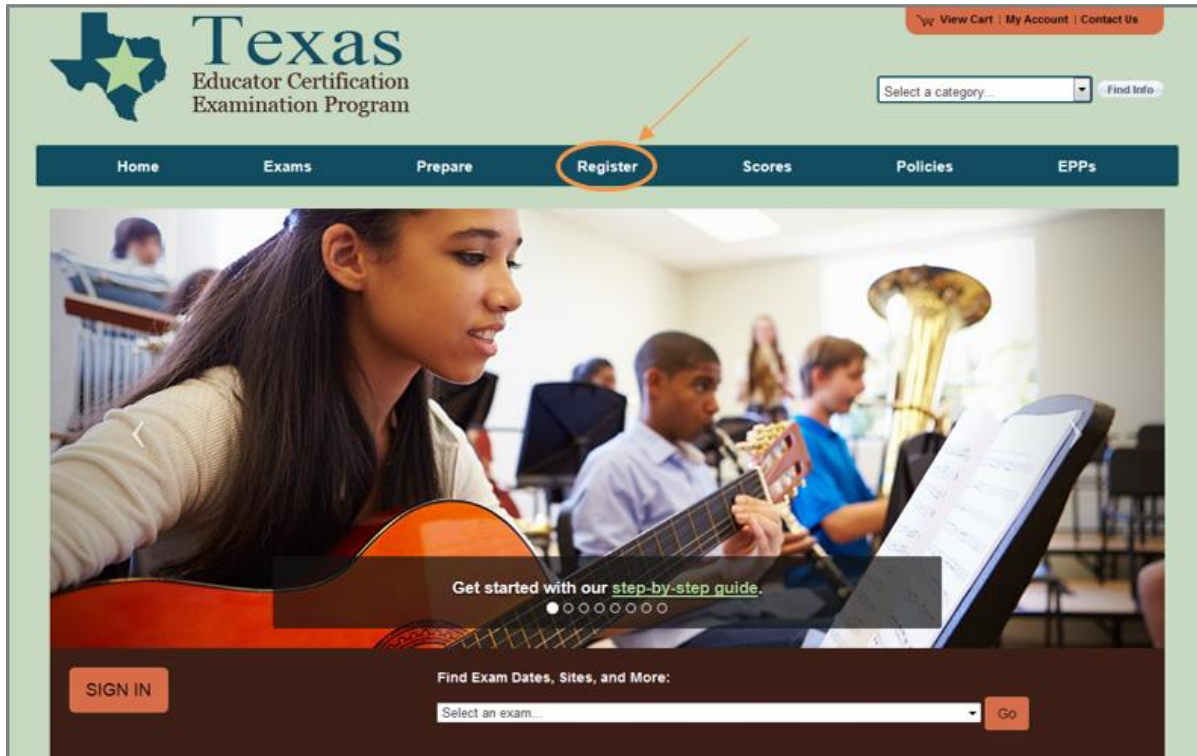 View Cart | My Account | Contact Us
Texas
Educator Certification
Examination Program
Select a category...
Find Info
Home Exams Prepare Register Scores Policies EPPs
Get started with our step-by-step guide.
SIGN IN
Find Exam Dates, Sites, and More:
Select an exam...
Go